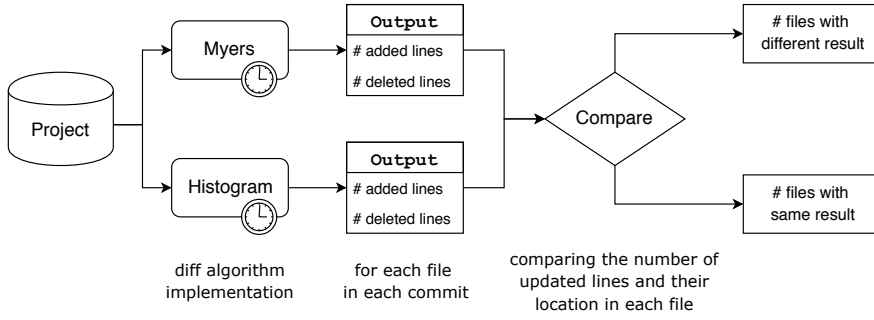 Project
Myers
Output
# added lines
# deleted lines
Histogram
Output
# added lines
# deleted lines
Compare
# files with
different result
# files with
same result
diff algorithm
implementation
for each file
in each commit
comparing the number of
updated lines and their
location in each file